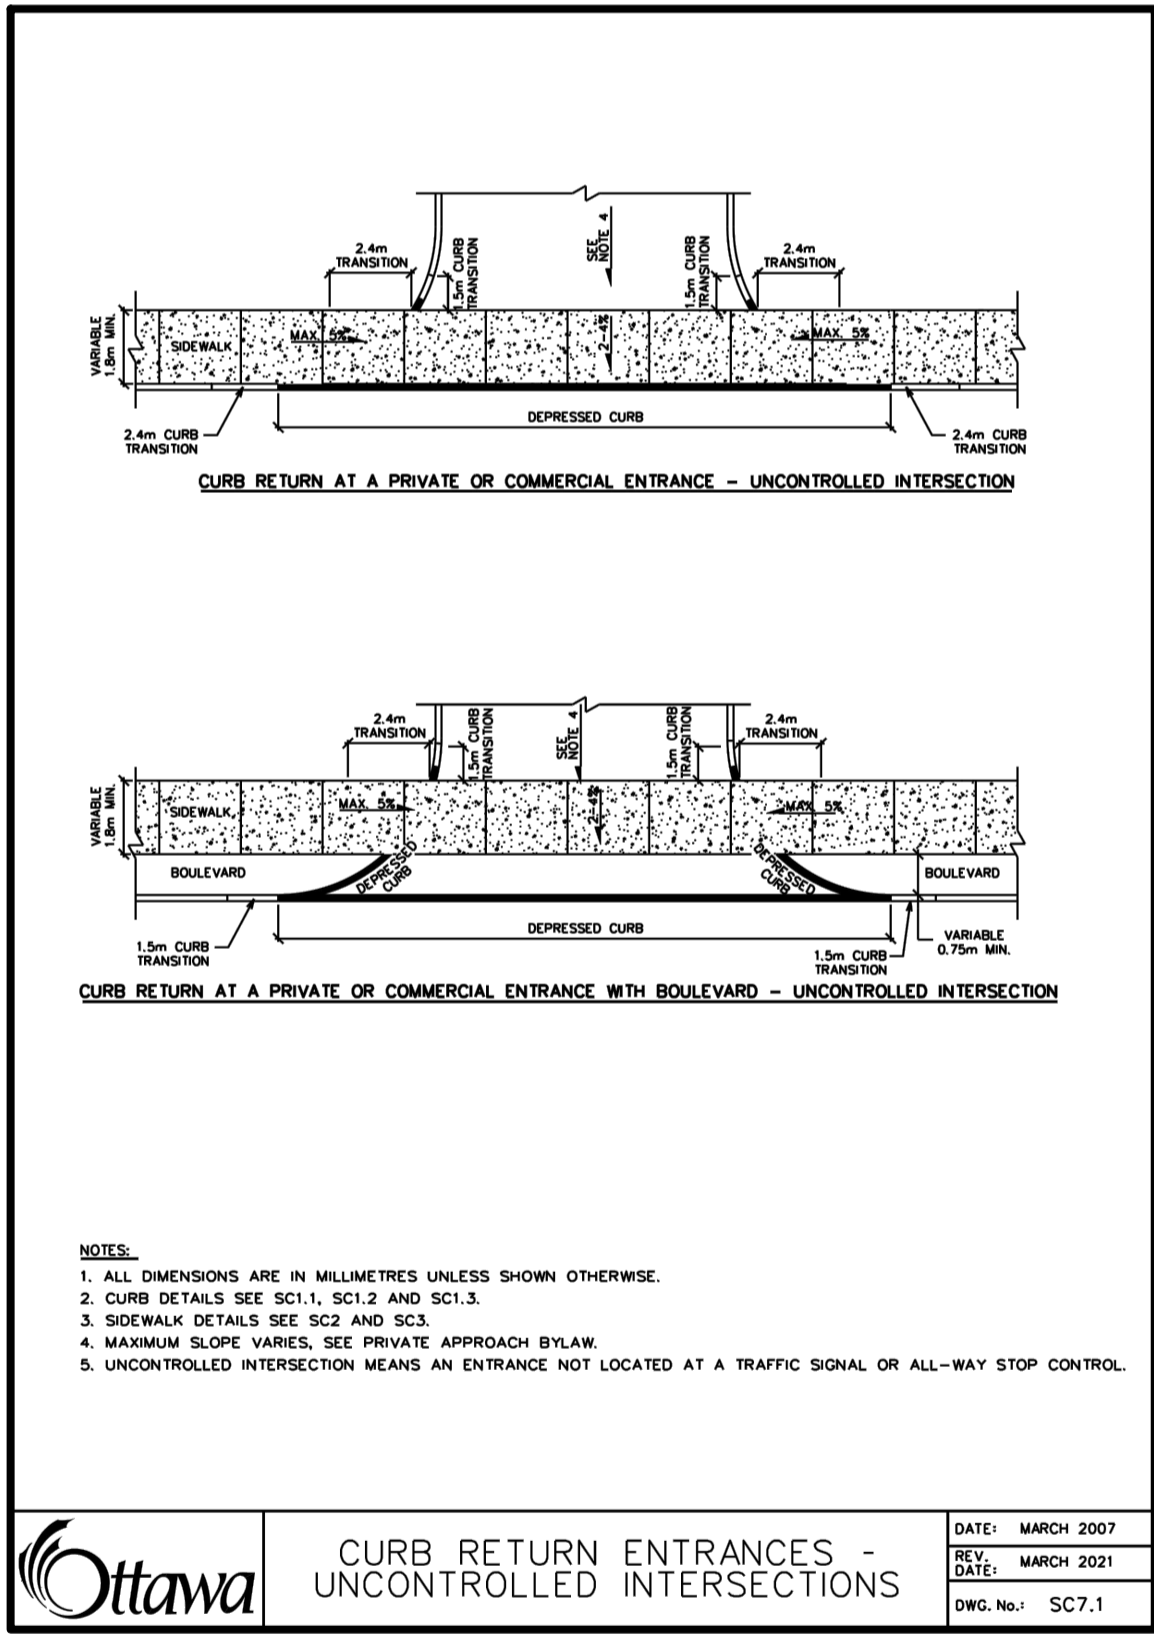 2.4m
TRANSITION
1.5m CURB
TRANSITION
SEE
NOTE 4
1.5m CURB
TRANSITION
2.4m
TRANSITION
VARIABLE
1.8m MIN.
SIDEWALK
MAX. 5%
2-4%
MAX. 5%
DEPRESSED CURB
2.4m CURB
TRANSITION
2.4m CURB
TRANSITION
CURB RETURN AT A PRIVATE OR COMMERCIAL ENTRANCE - UNCONTROLLED INTERSECTION
2.4m
TRANSITION
1.5m CURB
TRANSITION
SEE
NOTE 4
1.5m CURB
TRANSITION
2.4m
TRANSITION
VARIABLE
1.8m MIN.
SIDEWALK
MAX. 5%
2-4%
MAX. 5%
BOULEVARD
DEPRESSED
CURB
DEPRESSED
CURB
BOULEVARD
DEPRESSED CURB
1.5m CURB
TRANSITION
1.5m CURB
TRANSITION
VARIABLE
0.75m MIN.
CURB RETURN AT A PRIVATE OR COMMERCIAL ENTRANCE WITH BOULEVARD - UNCONTROLLED INTERSECTION
NOTES:
1. ALL DIMENSIONS ARE IN MILLIMETRES UNLESS SHOWN OTHERWISE.
2. CURB DETAILS SEE SC1.1, SC1.2 AND SC1.3.
3. SIDEWALK DETAILS SEE SC2 AND SC3.
4. MAXIMUM SLOPE VARIES, SEE PRIVATE APPROACH BYLAW.
5. UNCONTROLLED INTERSECTION MEANS AN ENTRANCE NOT LOCATED AT A TRAFFIC SIGNAL OR ALL-WAY STOP CONTROL.
Ottawa
CURB RETURN ENTRANCES -
UNCONTROLLED INTERSECTIONS
DATE: MARCH 2007
REV.
DATE: MARCH 2021
DWG. No.: SC7.1